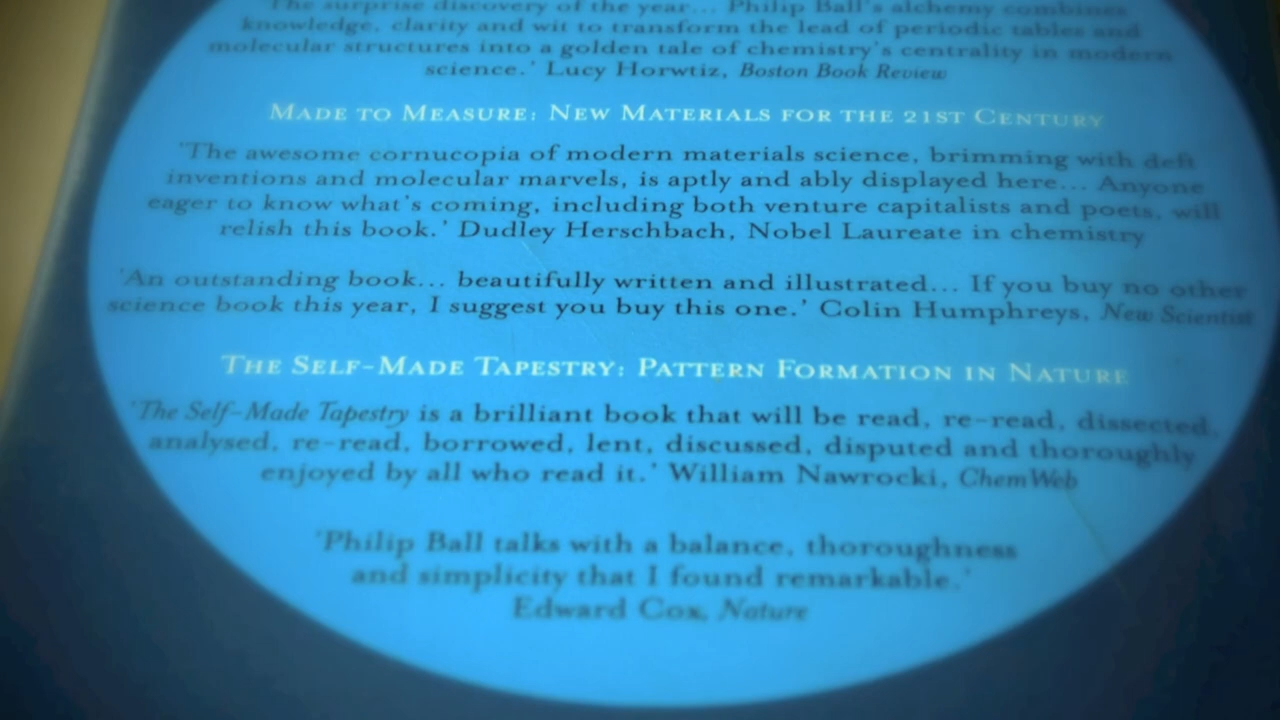 The surprise discovery of the year... Philip Ball's alchemy combines
knowledge, clarity and wit to transform the lead of periodic tables and
molecular structures into a golden tale of chemistry's centrality in modern
science.' Lucy Horwtiz, Boston Book Review
MADE TO MEASURE: NEW MATERIALS FOR THE 21ST CENTURY
'The awesome cornucopia of modern materials science, brimming with deft
inventions and molecular marvels, is aptly and ably displayed here... Anyone
eager to know what's coming, including both venture capitalists and poets, will
relish this book.' Dudley Herschbach, Nobel Laureate in chemistry
'An outstanding book... beautifully written and illustrated... If you buy no other
science book this year, I suggest you buy this one.' Colin Humphreys, New Scientist
THE SELF-MADE TAPESTRY: PATTERN FORMATION IN NATURE
'The Self-Made Tapestry is a brilliant book that will be read, re-read, dissected,
analysed, re-read, borrowed, lent, discussed, disputed and thoroughly
enjoyed by all who read it.' William Nawrocki, ChemWeb
'Philip Ball talks with a balance, thoroughness
and simplicity that I found remarkable.'
Edward Cox, Nature